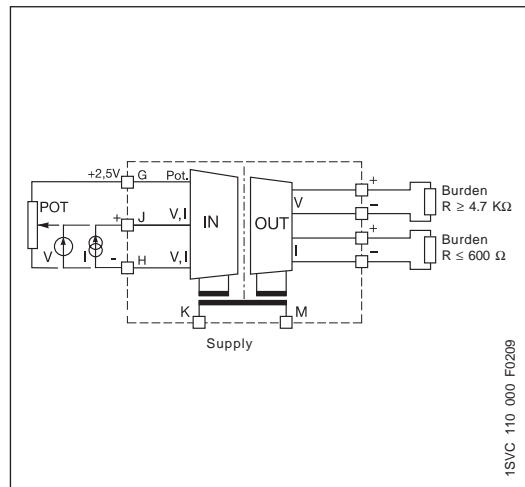 +2,5V G Pot.
POT
+ J V,I
V I
- H V,I
IN
OUT
V
I
+
-
+
-
Burden
R ≥ 4.7 KΩ
Burden
R ≤ 600 Ω
K M
Supply
1SVC 110 000 F0209